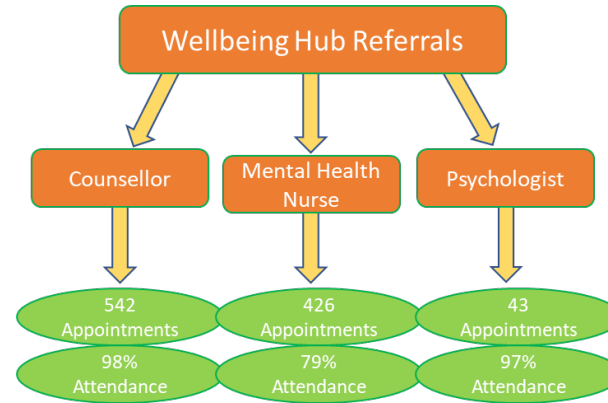 Wellbeing Hub Referrals
Counsellor
Mental Health
Nurse
Psychologist
542
Appointments
426
Appointments
43
Appointments
98%
Attendance
79%
Attendance
97%
Attendance